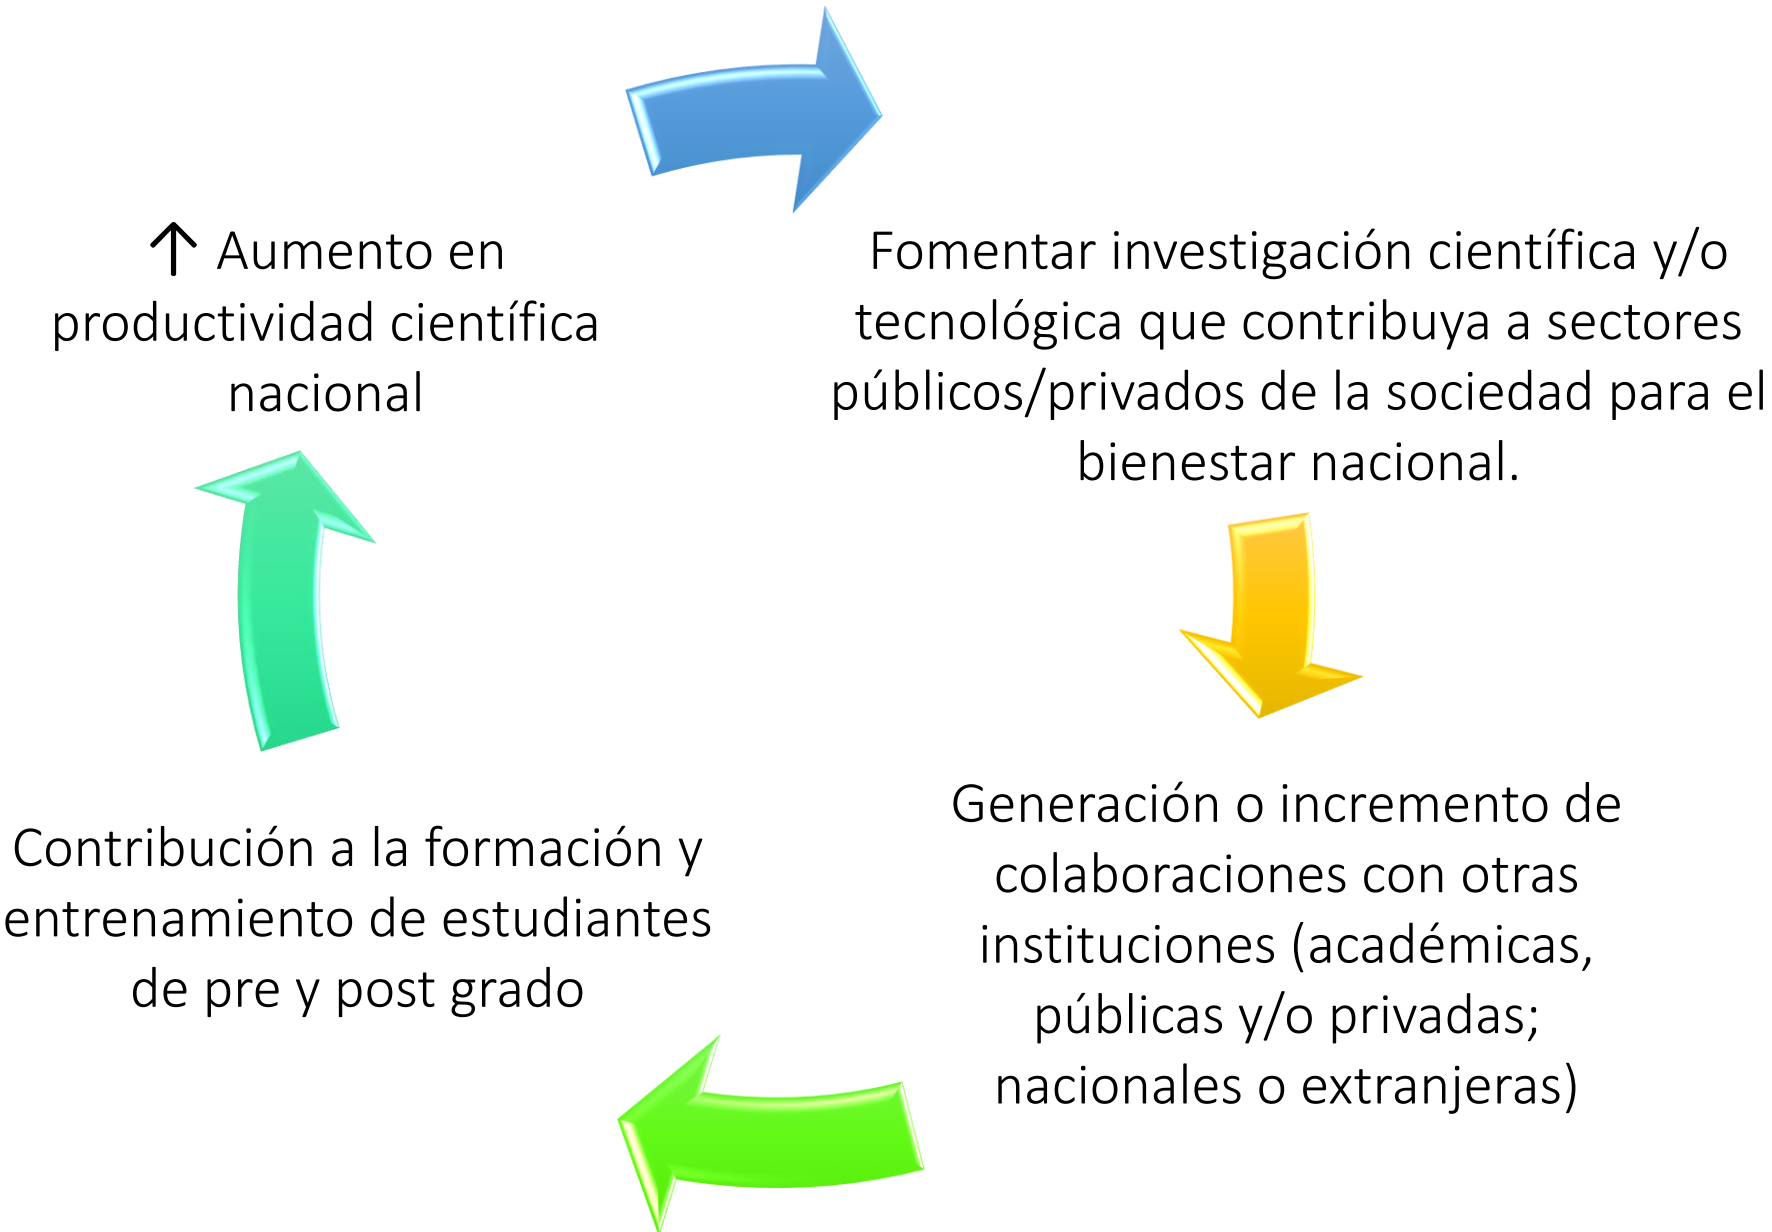 ↑ Aumento en
productividad científica
nacional
Fomentar investigación científica y/o
tecnológica que contribuya a sectores
públicos/privados de la sociedad para el
bienestar nacional.
Generación o incremento de
colaboraciones con otras
instituciones (académicas,
públicas y/o privadas;
nacionales o extranjeras)
Contribución a la formación y
entrenamiento de estudiantes
de pre y post grado